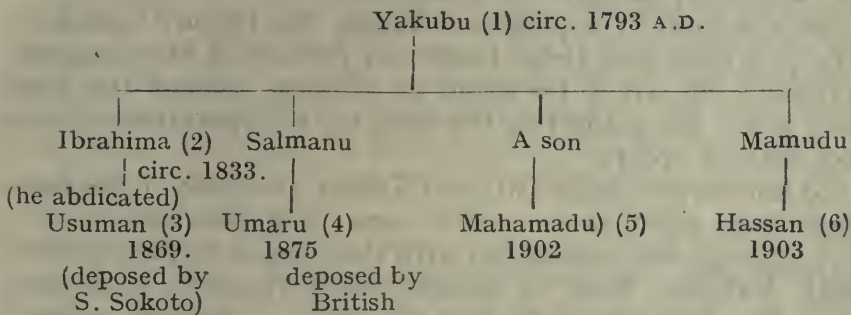 Yakubu (1) circ. 1793 A.D.
Ibrahima (2) Salmanu A son Mamudu
circ. 1833.
(he abdicated)
Usuman (3) Umaru (4) Mahamadu) (5) Hassan (6)
1869. 1875 1902 1903
(deposed by deposed by
S. Sokoto) British